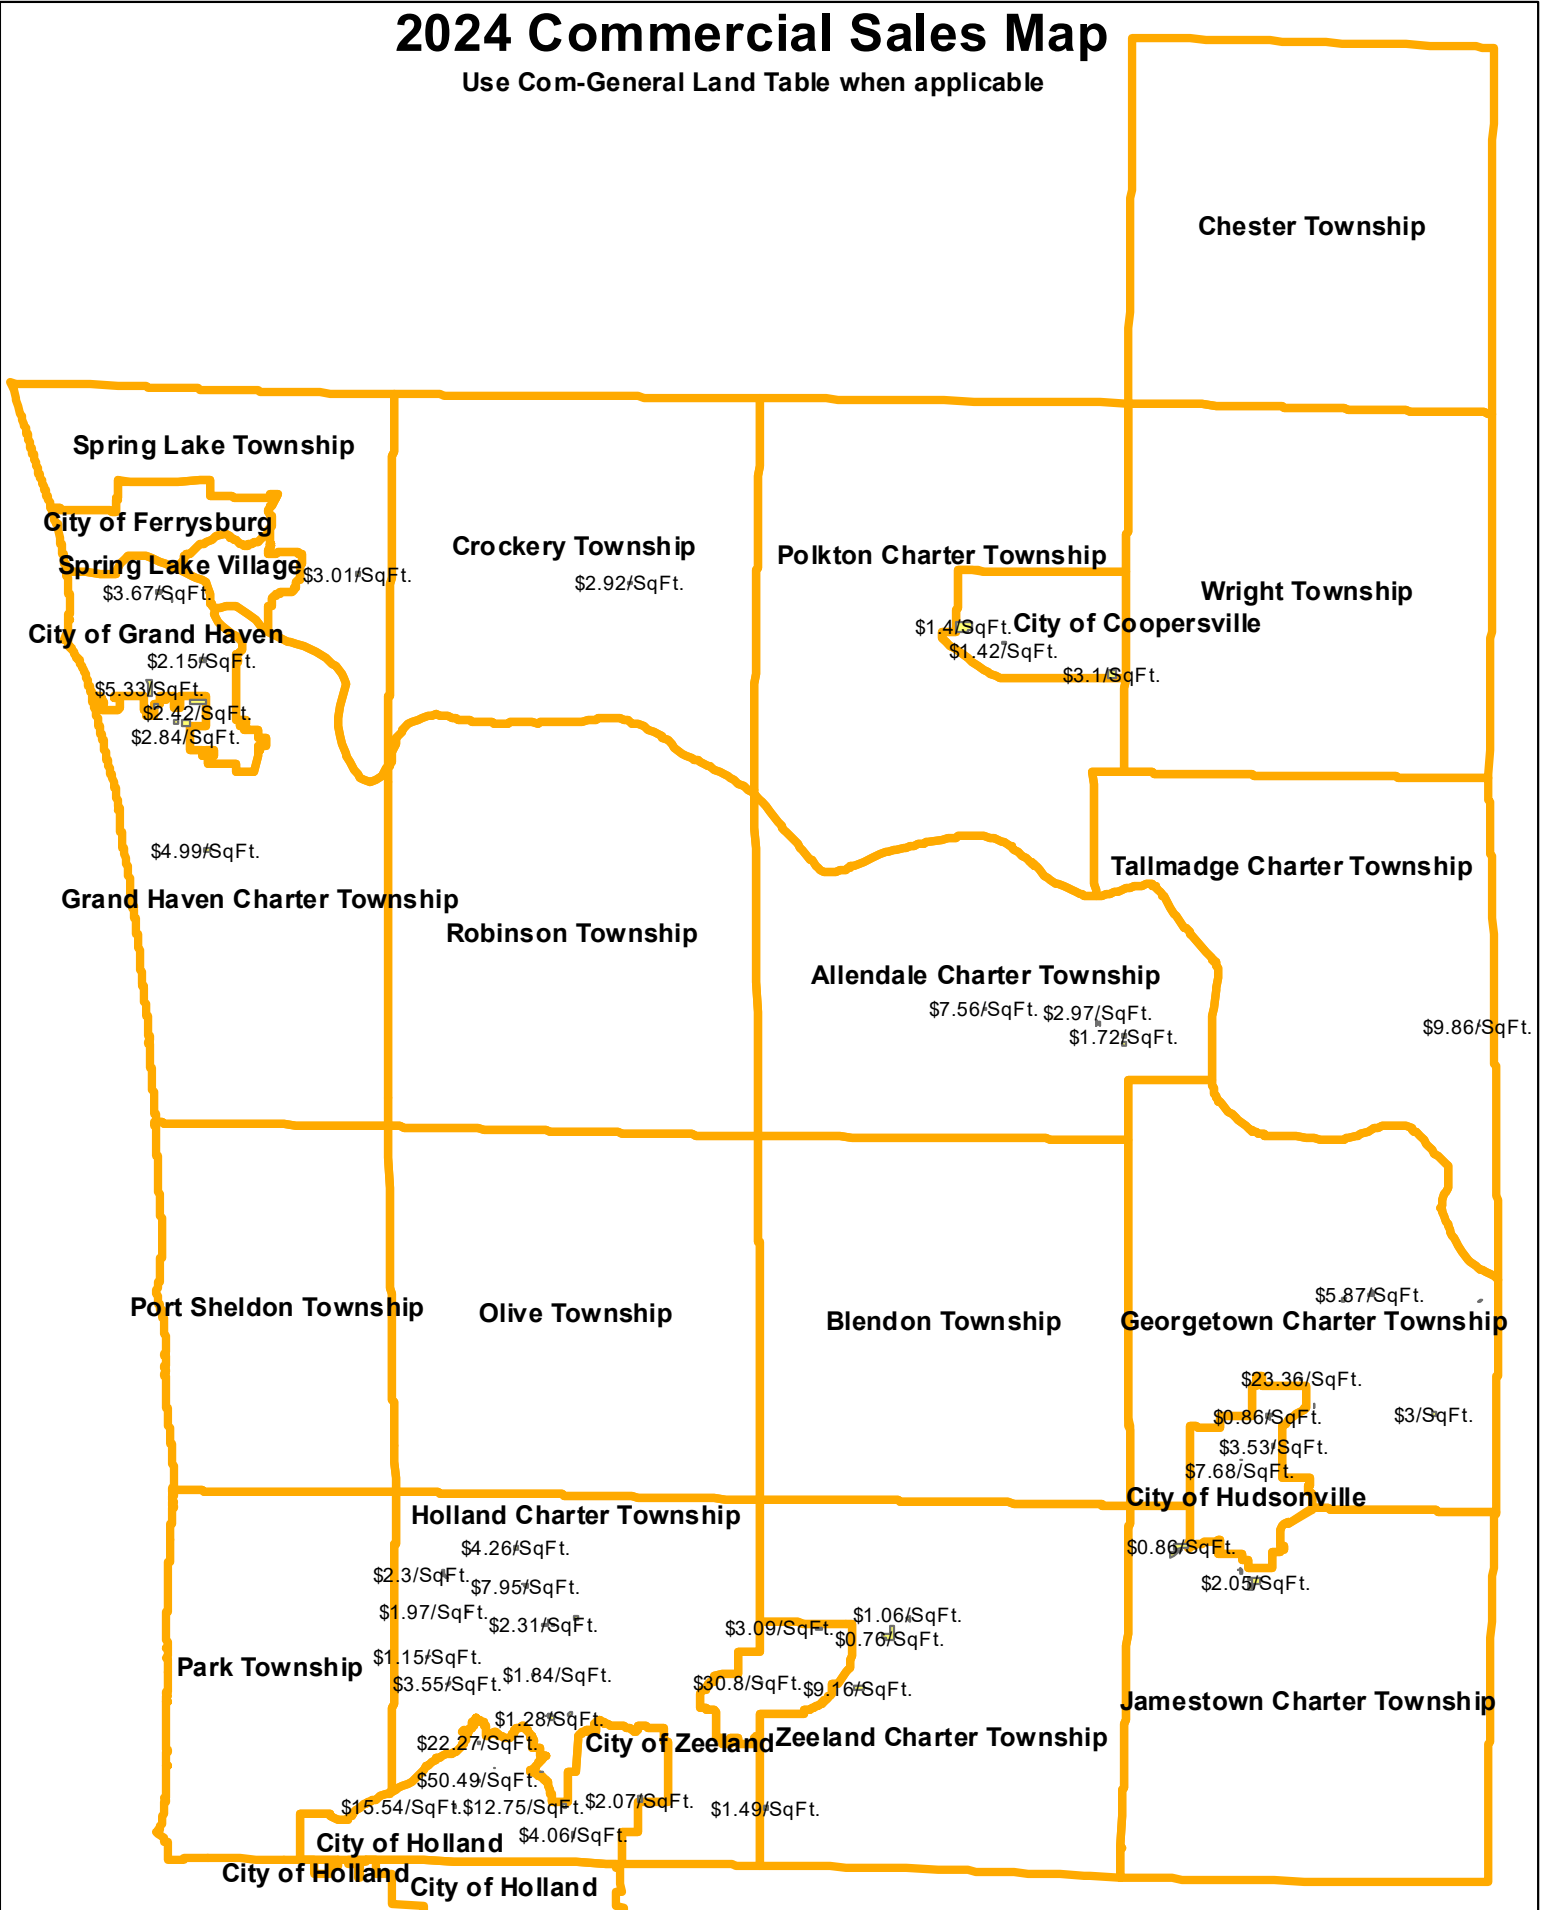 2024 Commercial Sales Map
Use Com-General Land Table when applicable
Chester Township
Spring Lake Township
City of Ferrysburg
Crockery Township
Polkton Charter Township
Spring Lake Village
$3.01/SqFt.
$2.92/SqFt.
$3.67/SqFt.
Wright Township
City of Grand Haven
$1.4/SqFt.
City of Coopersville
$1.42/SqFt.
$2.15/SqFt.
$3.1/SqFt.
$5.33/SqFt.
$2.42/SqFt.
$2.84/SqFt.
$4.99/SqFt.
Tallmadge Charter Township
Grand Haven Charter Township
Robinson Township
Allendale Charter Township
$7.56/SqFt.
$2.97/SqFt.
$9.86/SqFt.
$1.72/SqFt.
$5.87/SqFt.
Port Sheldon Township
Olive Township
Blendon Township
Georgetown Charter Township
$23.36/SqFt.
$0.86/SqFt.
$3/SqFt.
$3.53/SqFt.
$7.68/SqFt.
City of Hudsonville
Holland Charter Township
$4.26/SqFt.
$0.86/SqFt.
$2.3/SqFt.
$7.95/SqFt.
$2.05/SqFt.
$1.97/SqFt.
$2.31/SqFt.
$3.09/SqFt.
$1.06/SqFt.
$0.76/SqFt.
$1.15/SqFt.
Park Township
$3.55/SqFt.
$1.84/SqFt.
$30.8/SqFt.
$9.16/SqFt.
Jamestown Charter Township
$1.28/SqFt.
$22.27/SqFt.
City of Zeeland
Zeeland Charter Township
$50.49/SqFt.
$15.54/SqFt.
$12.75/SqFt.
$2.07/SqFt.
$1.49/SqFt.
City of Holland
$4.06/SqFt.
City of Holland
City of Holland